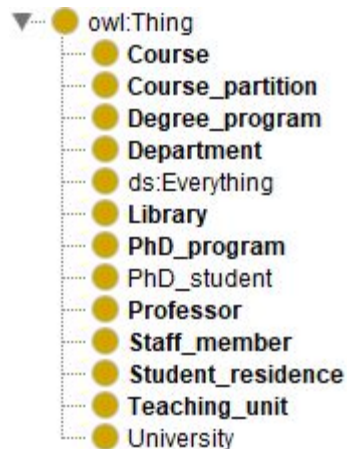 owl:Thing
Course
Course_partition
Degree_program
Department
ds:Everything
Library
PhD_program
PhD_student
Professor
Staff_member
Student_residence
Teaching_unit
University